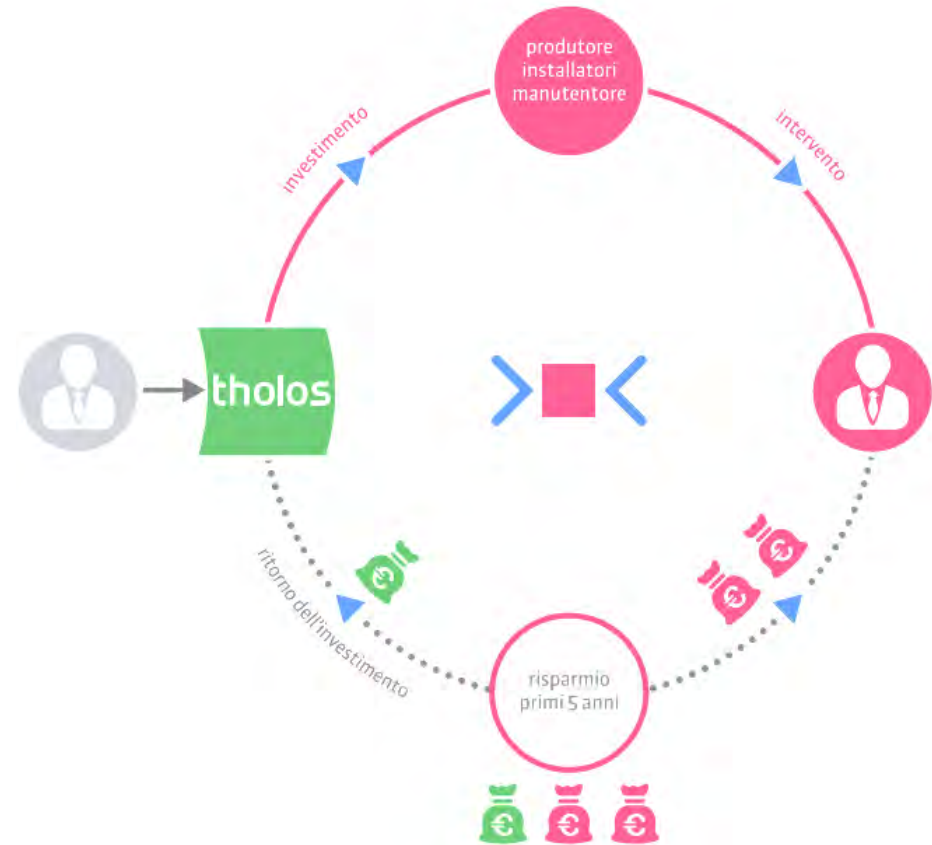 produtore
installatori
manutentore
investimento
intervento
tholos
ritorno dell'investimento
risparmio
primi 5 anni
€
€
€
€
€
€